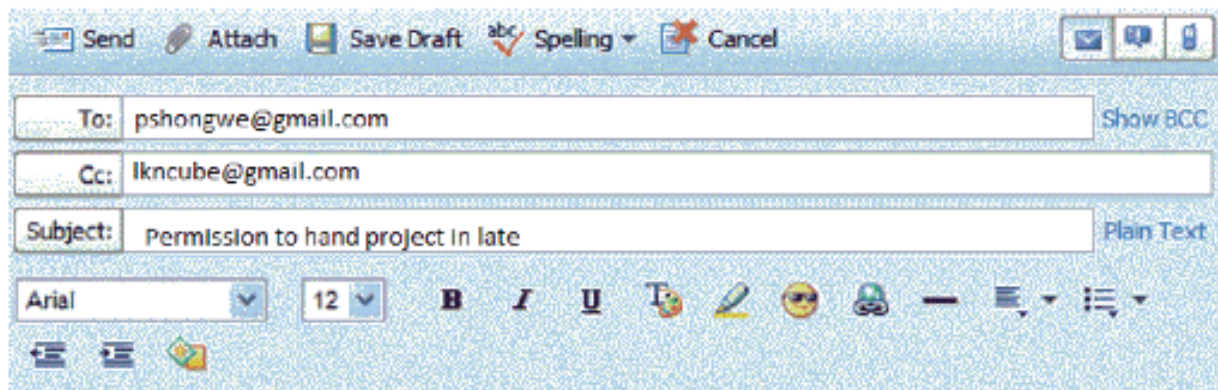 Send Attach Save Draft abc Spelling Cancel
To: pshongwe@gmail.com Show BCC
Cc: lkncube@gmail.com
Subject: Permission to hand project in late Plain Text
Arial 12 B I U T